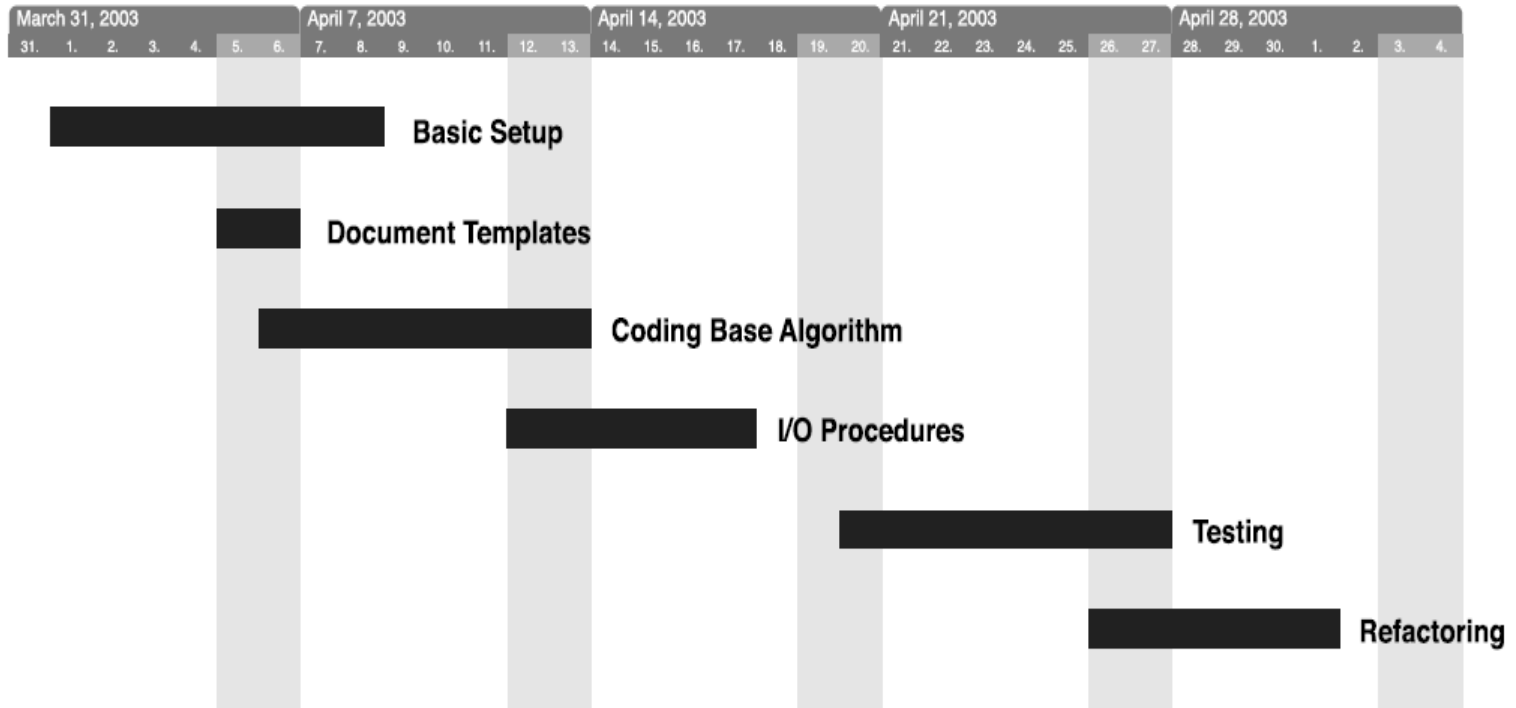 March 31, 2003 April 7, 2003 April 14, 2003 April 21, 2003 April 28, 2003
31. 1. 2. 3. 4. 5. 6. 7. 8. 9. 10. 11. 12. 13. 14. 15. 16. 17. 18. 19. 20. 21. 22. 23. 24. 25. 26. 27. 28. 29. 30. 1. 2. 3. 4.
Basic Setup
Document Templates
Coding Base Algorithm
I/O Procedures
Testing
Refactoring